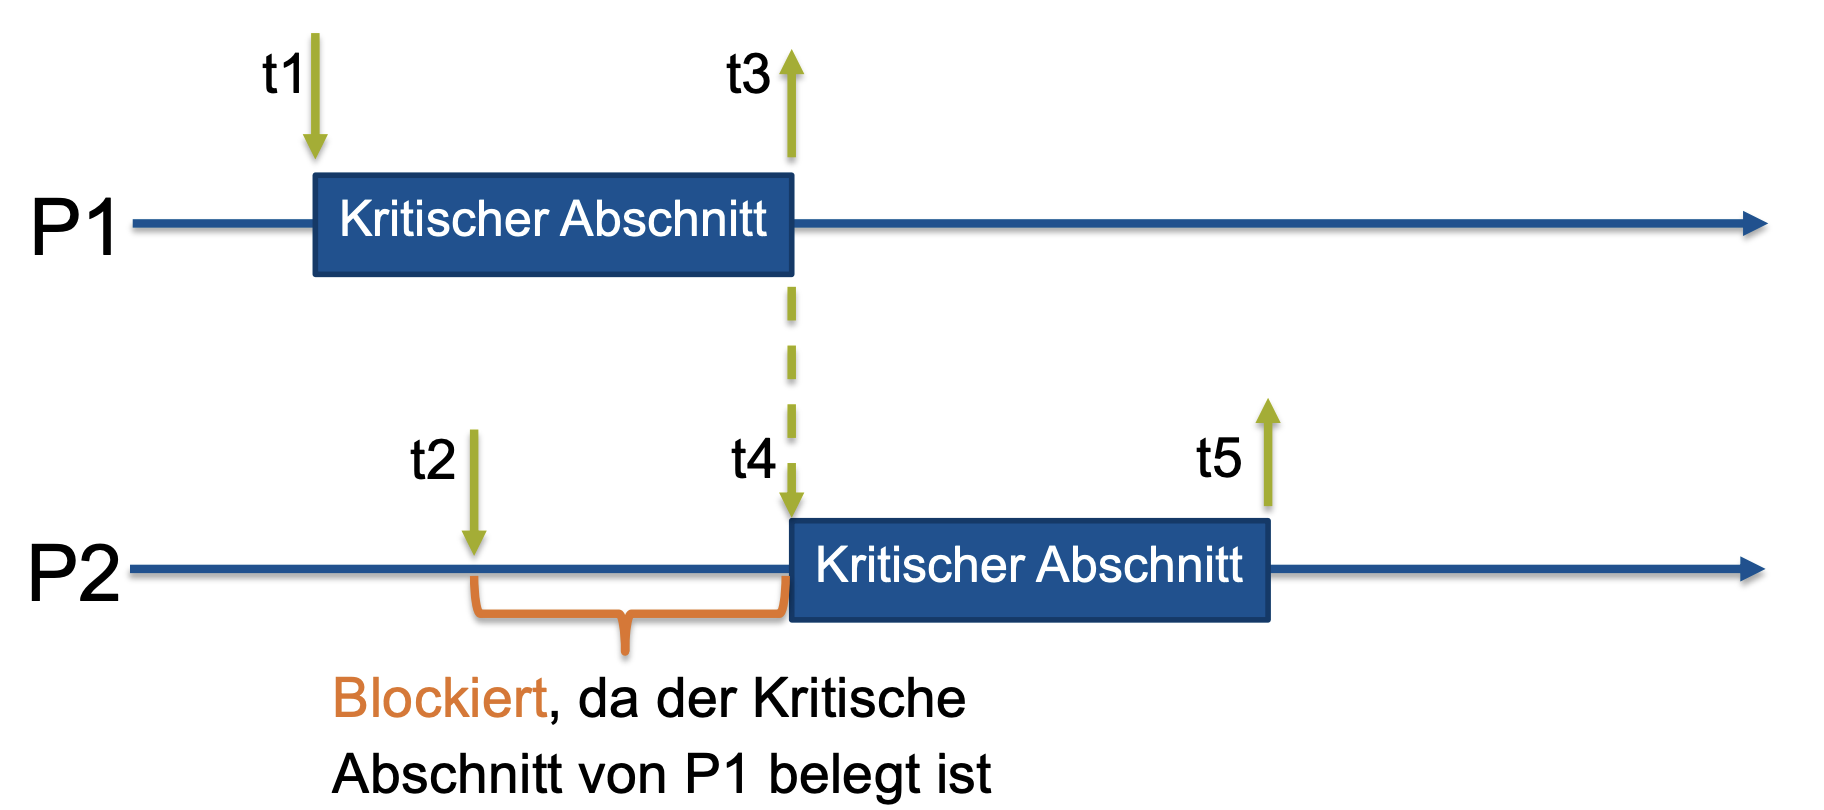 t1
t3
P1
Kritischer Abschnitt
t2
t4
t5
P2
Kritischer Abschnitt
Blockiert, da der Kritische
Abschnitt von P1 belegt ist